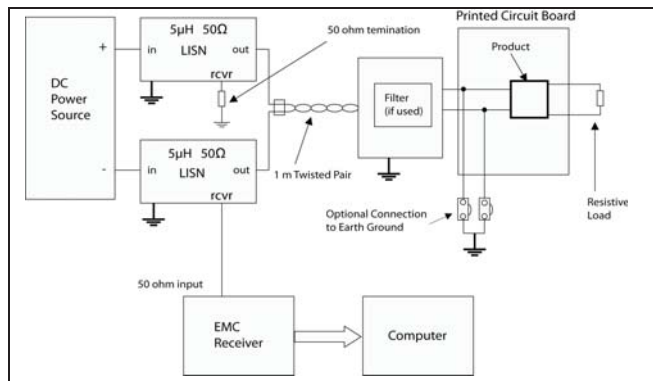 Printed Circuit Board
5µH 50Ω
LISN
in
out
rcvr
+
50 ohm temination
Product
DC
Power
Source
Filter
(if used)
5µH 50Ω
LISN
-
in
out
rcvr
1 m Twisted Pair
Optional Connection
to Earth Ground
Resistive
Load
50 ohm input
EMC
Receiver
Computer